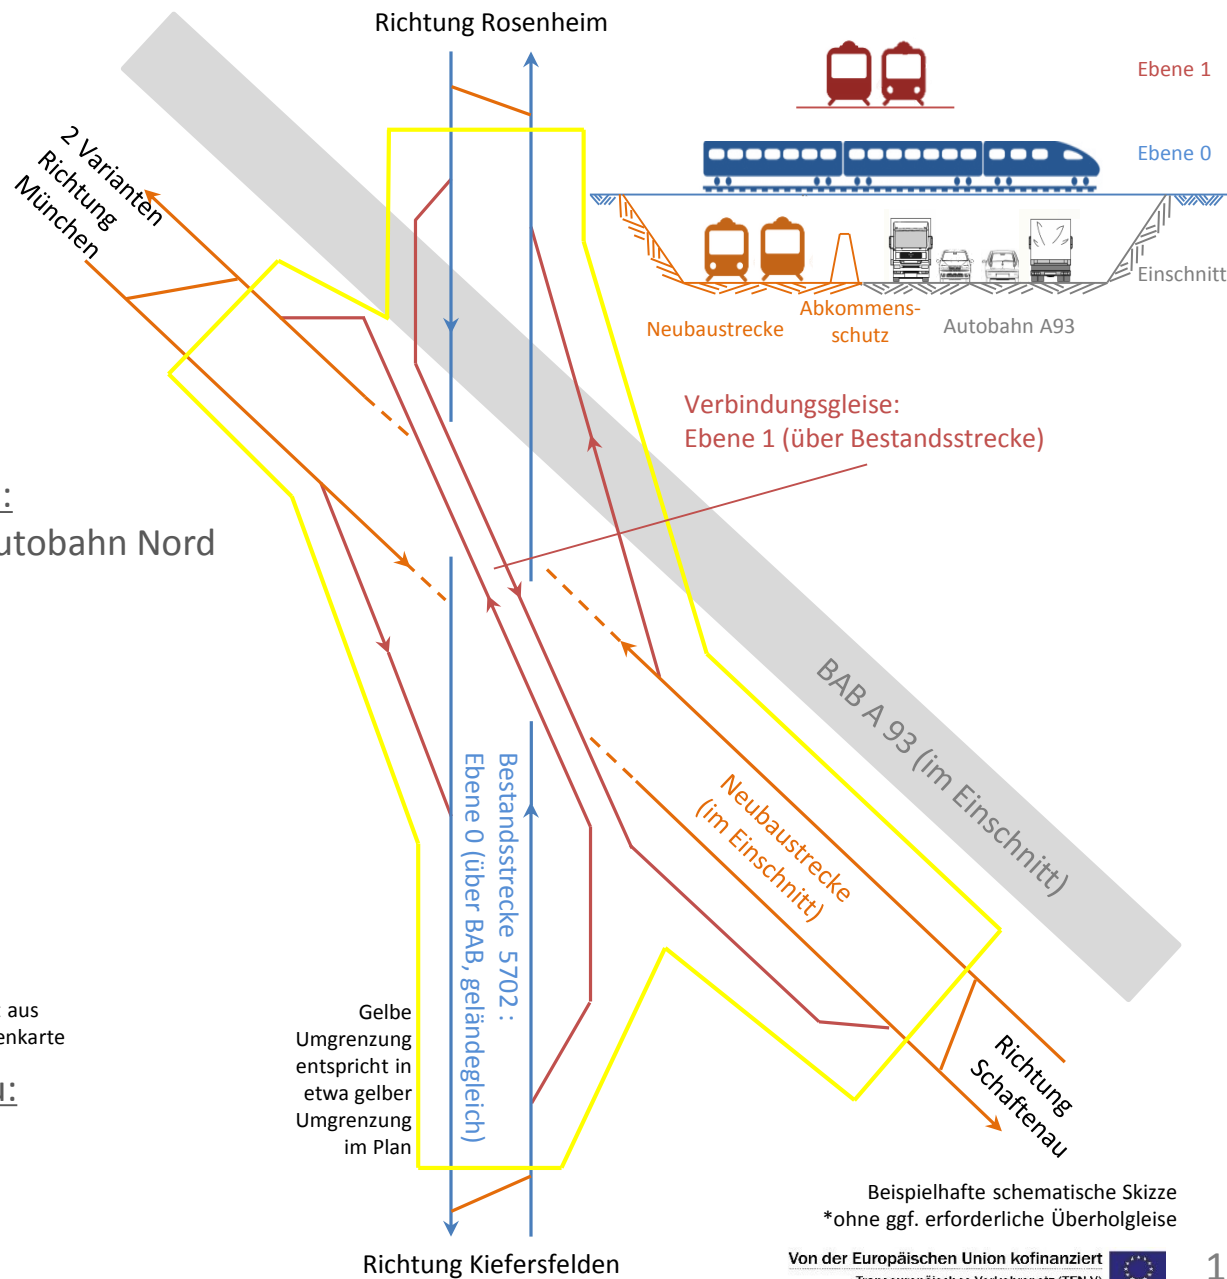 Richtung Rosenheim
Ebene 1
Ebene 0
Einschnitt
Neubaustrecke
Abkommens-
schutz
Autobahn A93
2 Varianten
Richtung
München
Verbindungsgleise:
Ebene 1 (über Bestandsstrecke)
:
utobahn Nord
BAB A 93 (im Einschnitt)
Neubaustrecke
(im Einschnitt)
Bestandsstrecke 5702 :
Ebene 0 (über BAB, geländegleich)
aus
enkarte
u:
Gelbe
Umgrenzung
entspricht in
etwa gelber
Umgrenzung
im Plan
Richtung
Schaftenau
Beispielhafte schematische Skizze
*ohne ggf. erforderliche Überholgleise
Richtung Kiefersfelden
Von der Europäischen Union kofinanziert
Transeuropäisches Verkehrsnetz (TEN-V)
1